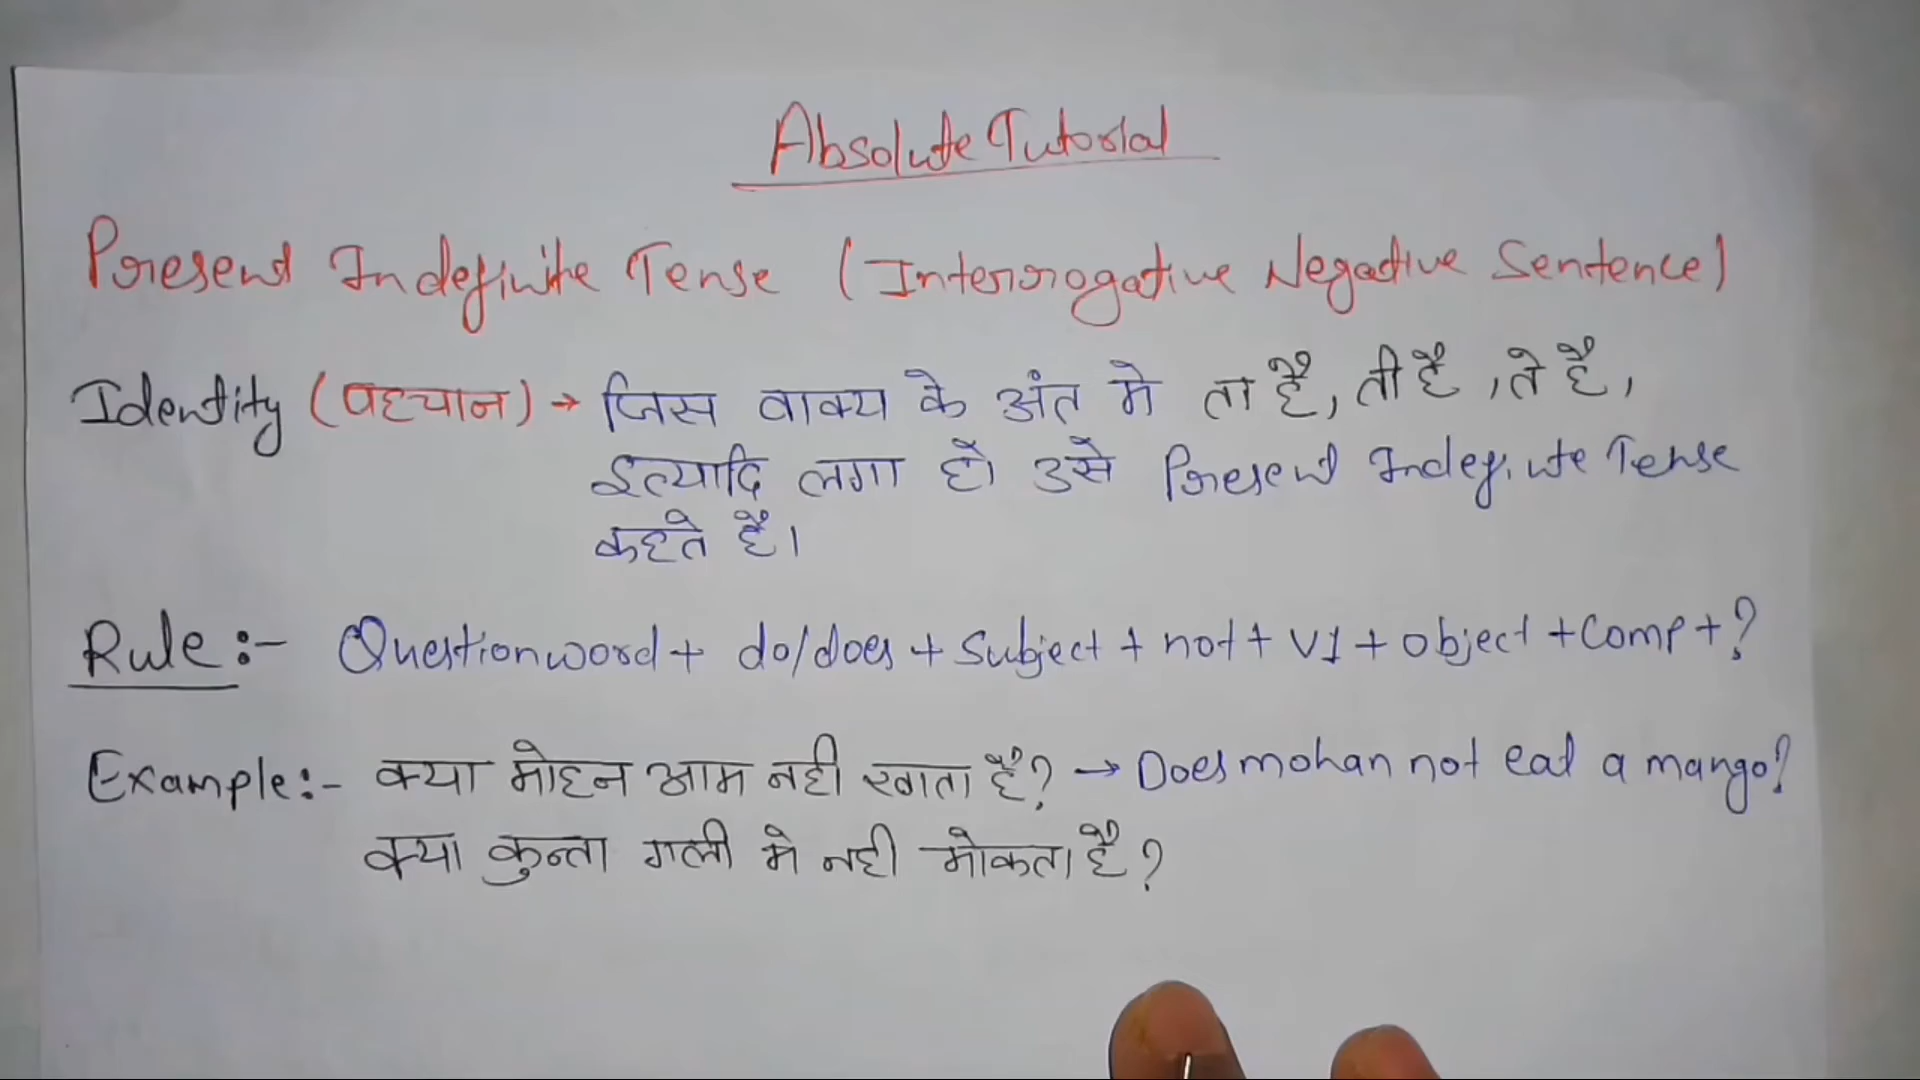 Absolute Tutorial
Present Indefinite Tense (Interrogative Negative Sentence)
Identity (पहचान) → जिस वाक्य के अंत मे ता है, ती है, ते है,
इत्यादि लगा हो उसे Present Indefinite Tense
कहते है।
Rule:- Questionword + do/does + Subject + not + V1 + object + Comp + ?
Example:- क्या मोहन आम नही खाता है? → Does mohan not eat a mango?
क्या कुत्ता गली मे नही भोकता है?